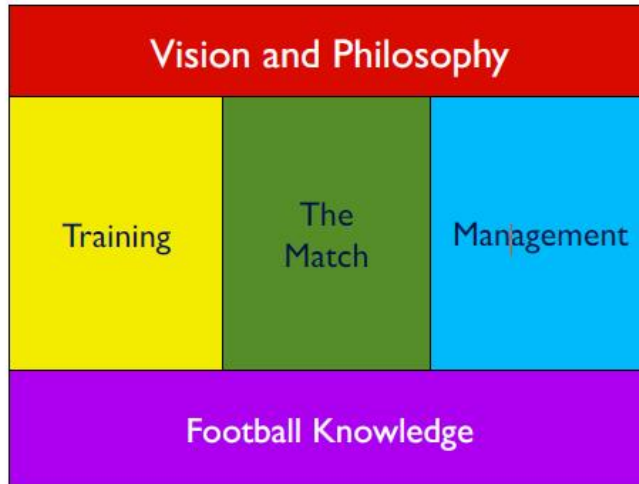 Vision and Philosophy
Training
The
Match
Management
Football Knowledge